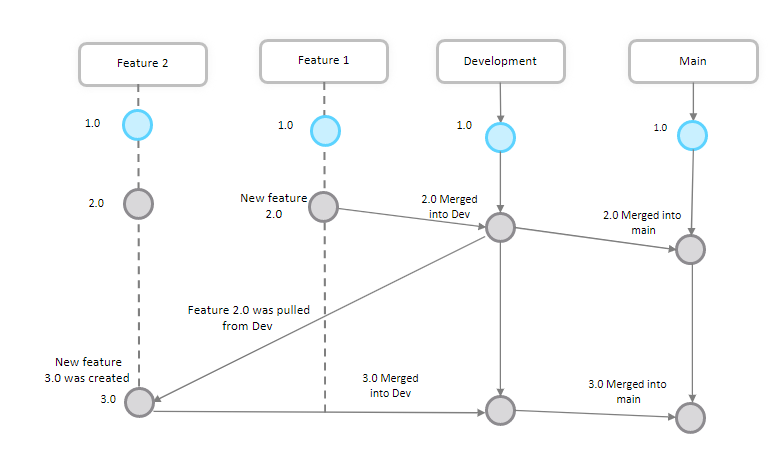 Feature 2
Feature 1
Development
Main
1.0
1.0
1.0
1.0
2.0
New feature
2.0
2.0 Merged
into Dev
2.0 Merged into
main
Feature 2.0 was pulled
from Dev
New feature
3.0 was created
3.0
3.0 Merged
into Dev
3.0 Merged into
main